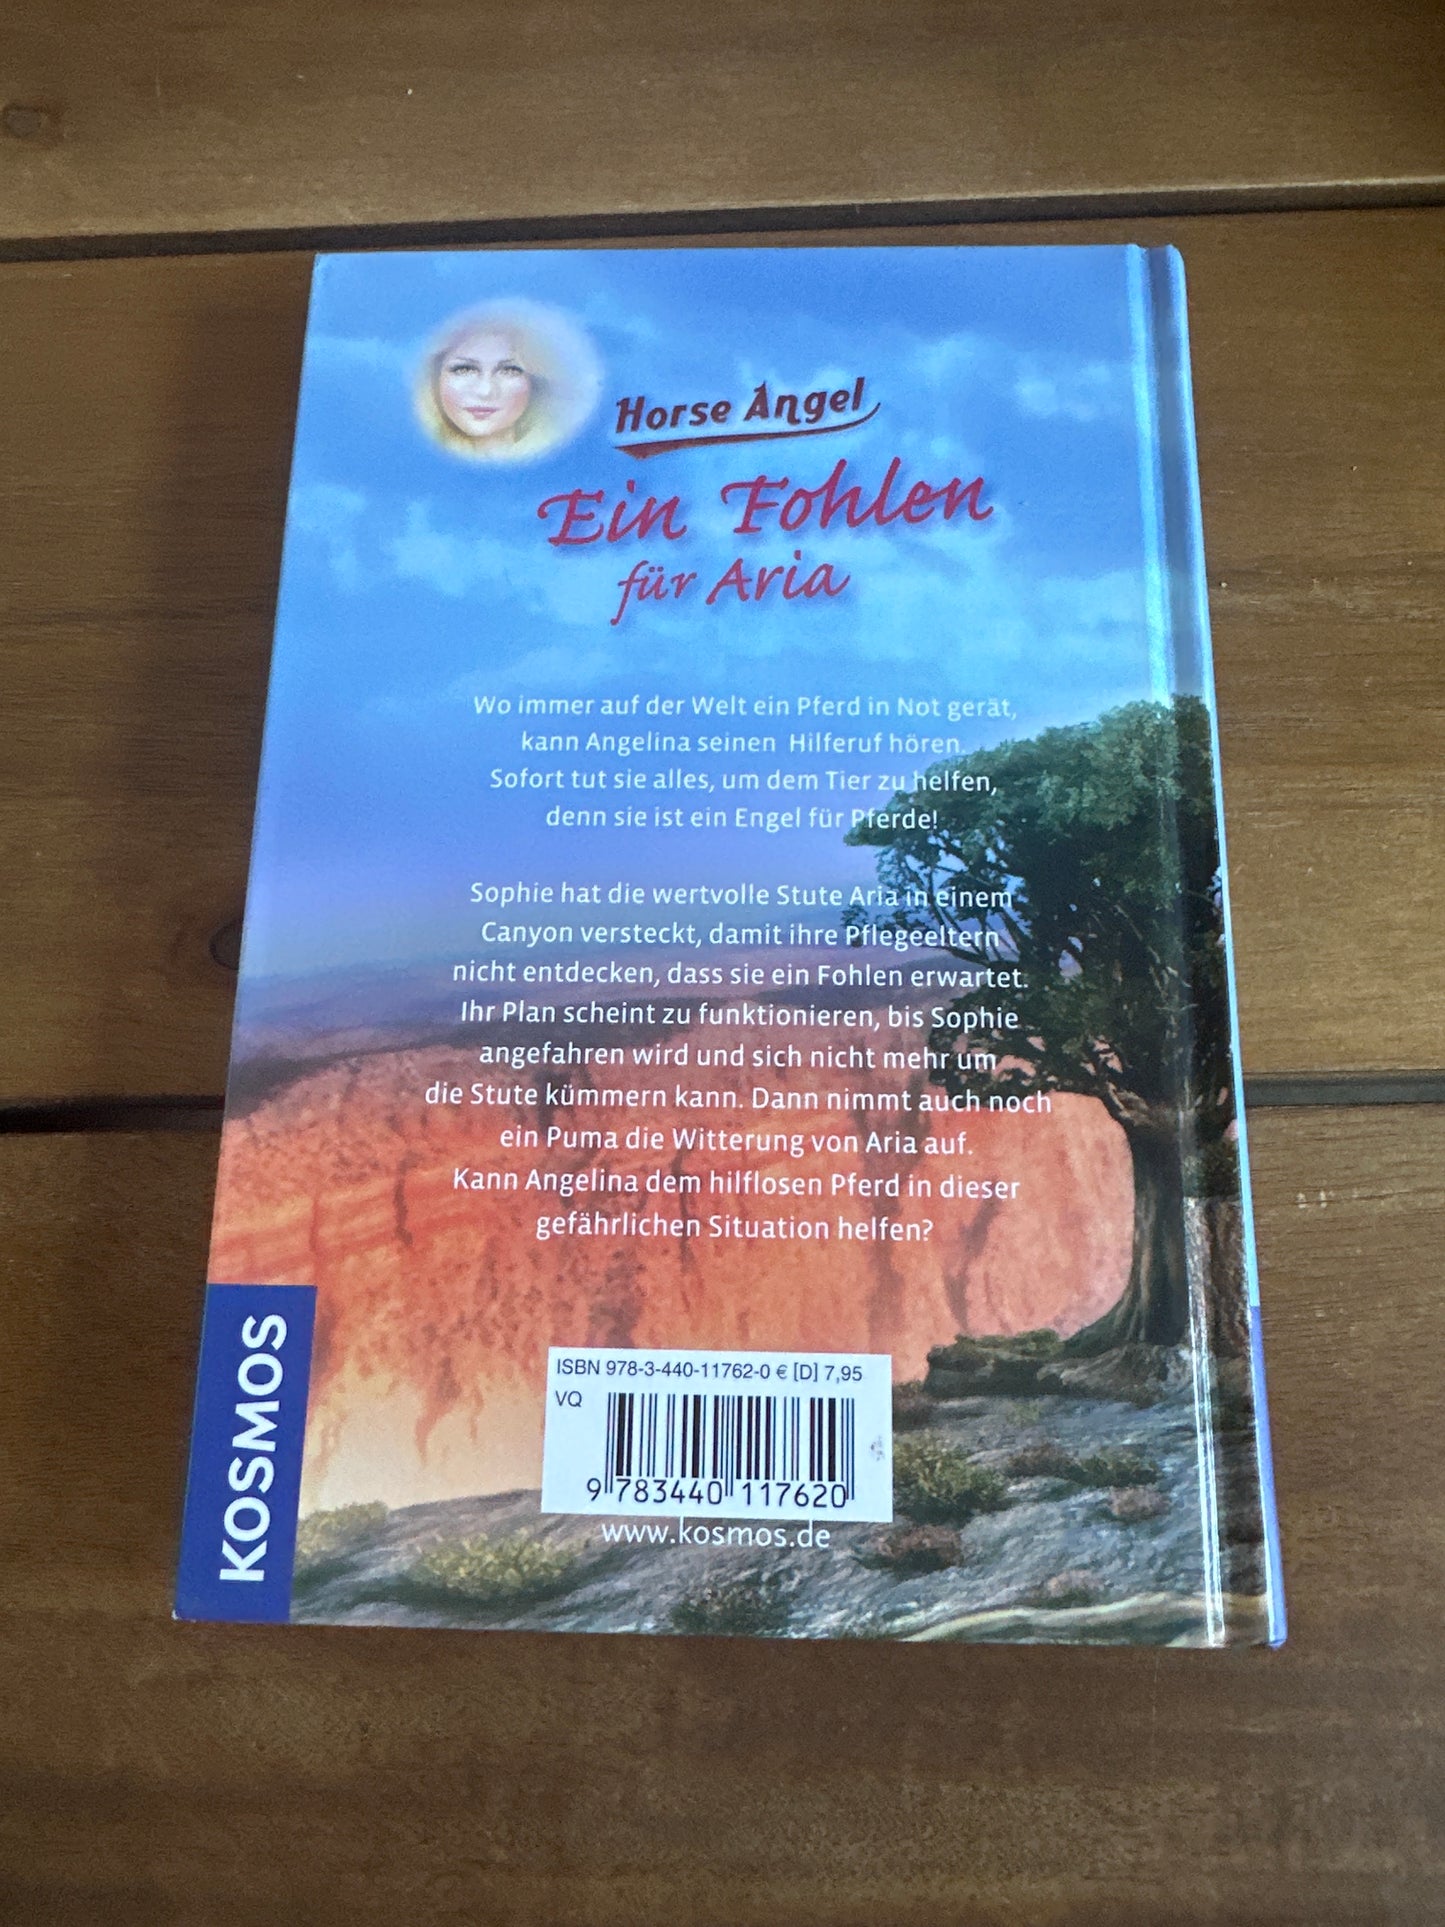 Horse Angel
Ein Fohlen
für Aria
Wo immer auf der Welt ein Pferd in Not gerät,
kann Angelina seinen Hilferuf hören.
Sofort tut sie alles, um dem Tier zu helfen,
denn sie ist ein Engel für Pferde!
Sophie hat die wertvolle Stute Aria in einem
Canyon versteckt, damit ihre Pflegeeltern
nicht entdecken, dass sie ein Fohlen erwartet.
Ihr Plan scheint zu funktionieren, bis Sophie
angefahren wird und sich nicht mehr um
die Stute kümmern kann. Dann nimmt auch noch
ein Puma die Witterung von Aria auf.
Kann Angelina dem hilflosen Pferd in dieser
gefährlichen Situation helfen?
KOSMOS
ISBN 978-3-440-11762-0 € [D] 7,95
VQ
9 783440 117620
www.kosmos.de